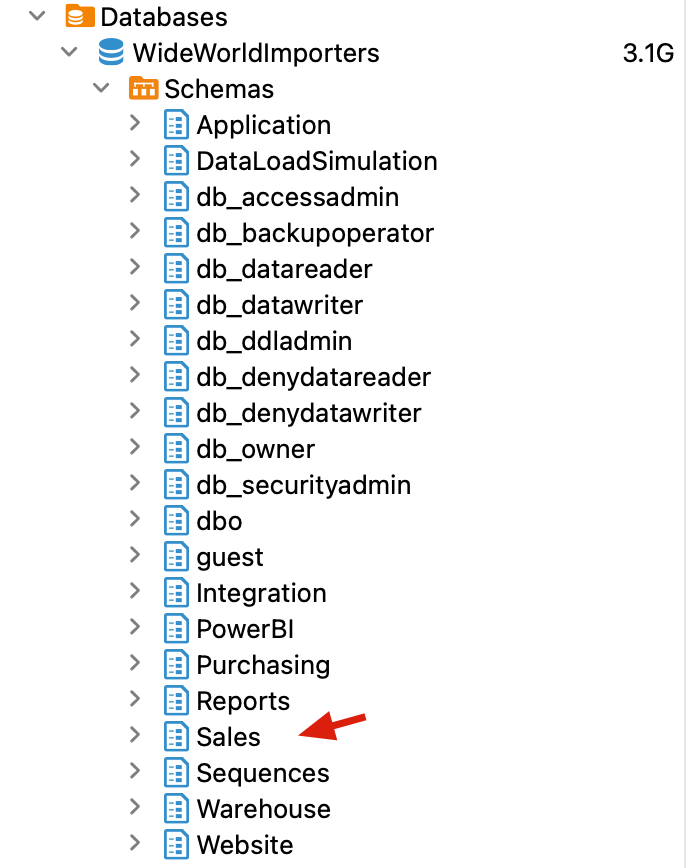 Databases
WideWorldImporters 3.1G
Schemas
Application
DataLoadSimulation
db_accessadmin
db_backupoperator
db_datareader
db_datawriter
db_ddladmin
db_denydatareader
db_denydatawriter
db_owner
db_securityadmin
dbo
guest
Integration
PowerBI
Purchasing
Reports
Sales
Sequences
Warehouse
Website